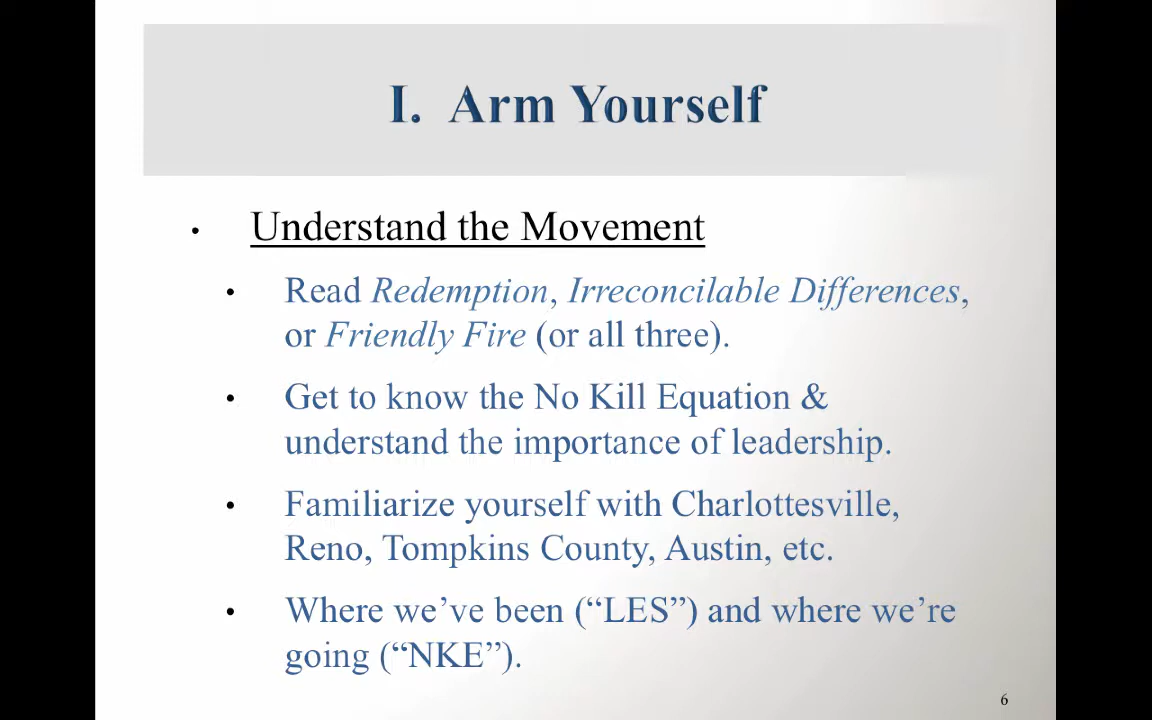 I. Arm Yourself
• Understand the Movement
• Read Redemption, Irreconcilable Differences,
or Friendly Fire (or all three).
• Get to know the No Kill Equation &
understand the importance of leadership.
• Familiarize yourself with Charlottesville,
Reno, Tompkins County, Austin, etc.
• Where we’ve been (“LES”) and where we’re
going (“NKE”).
6